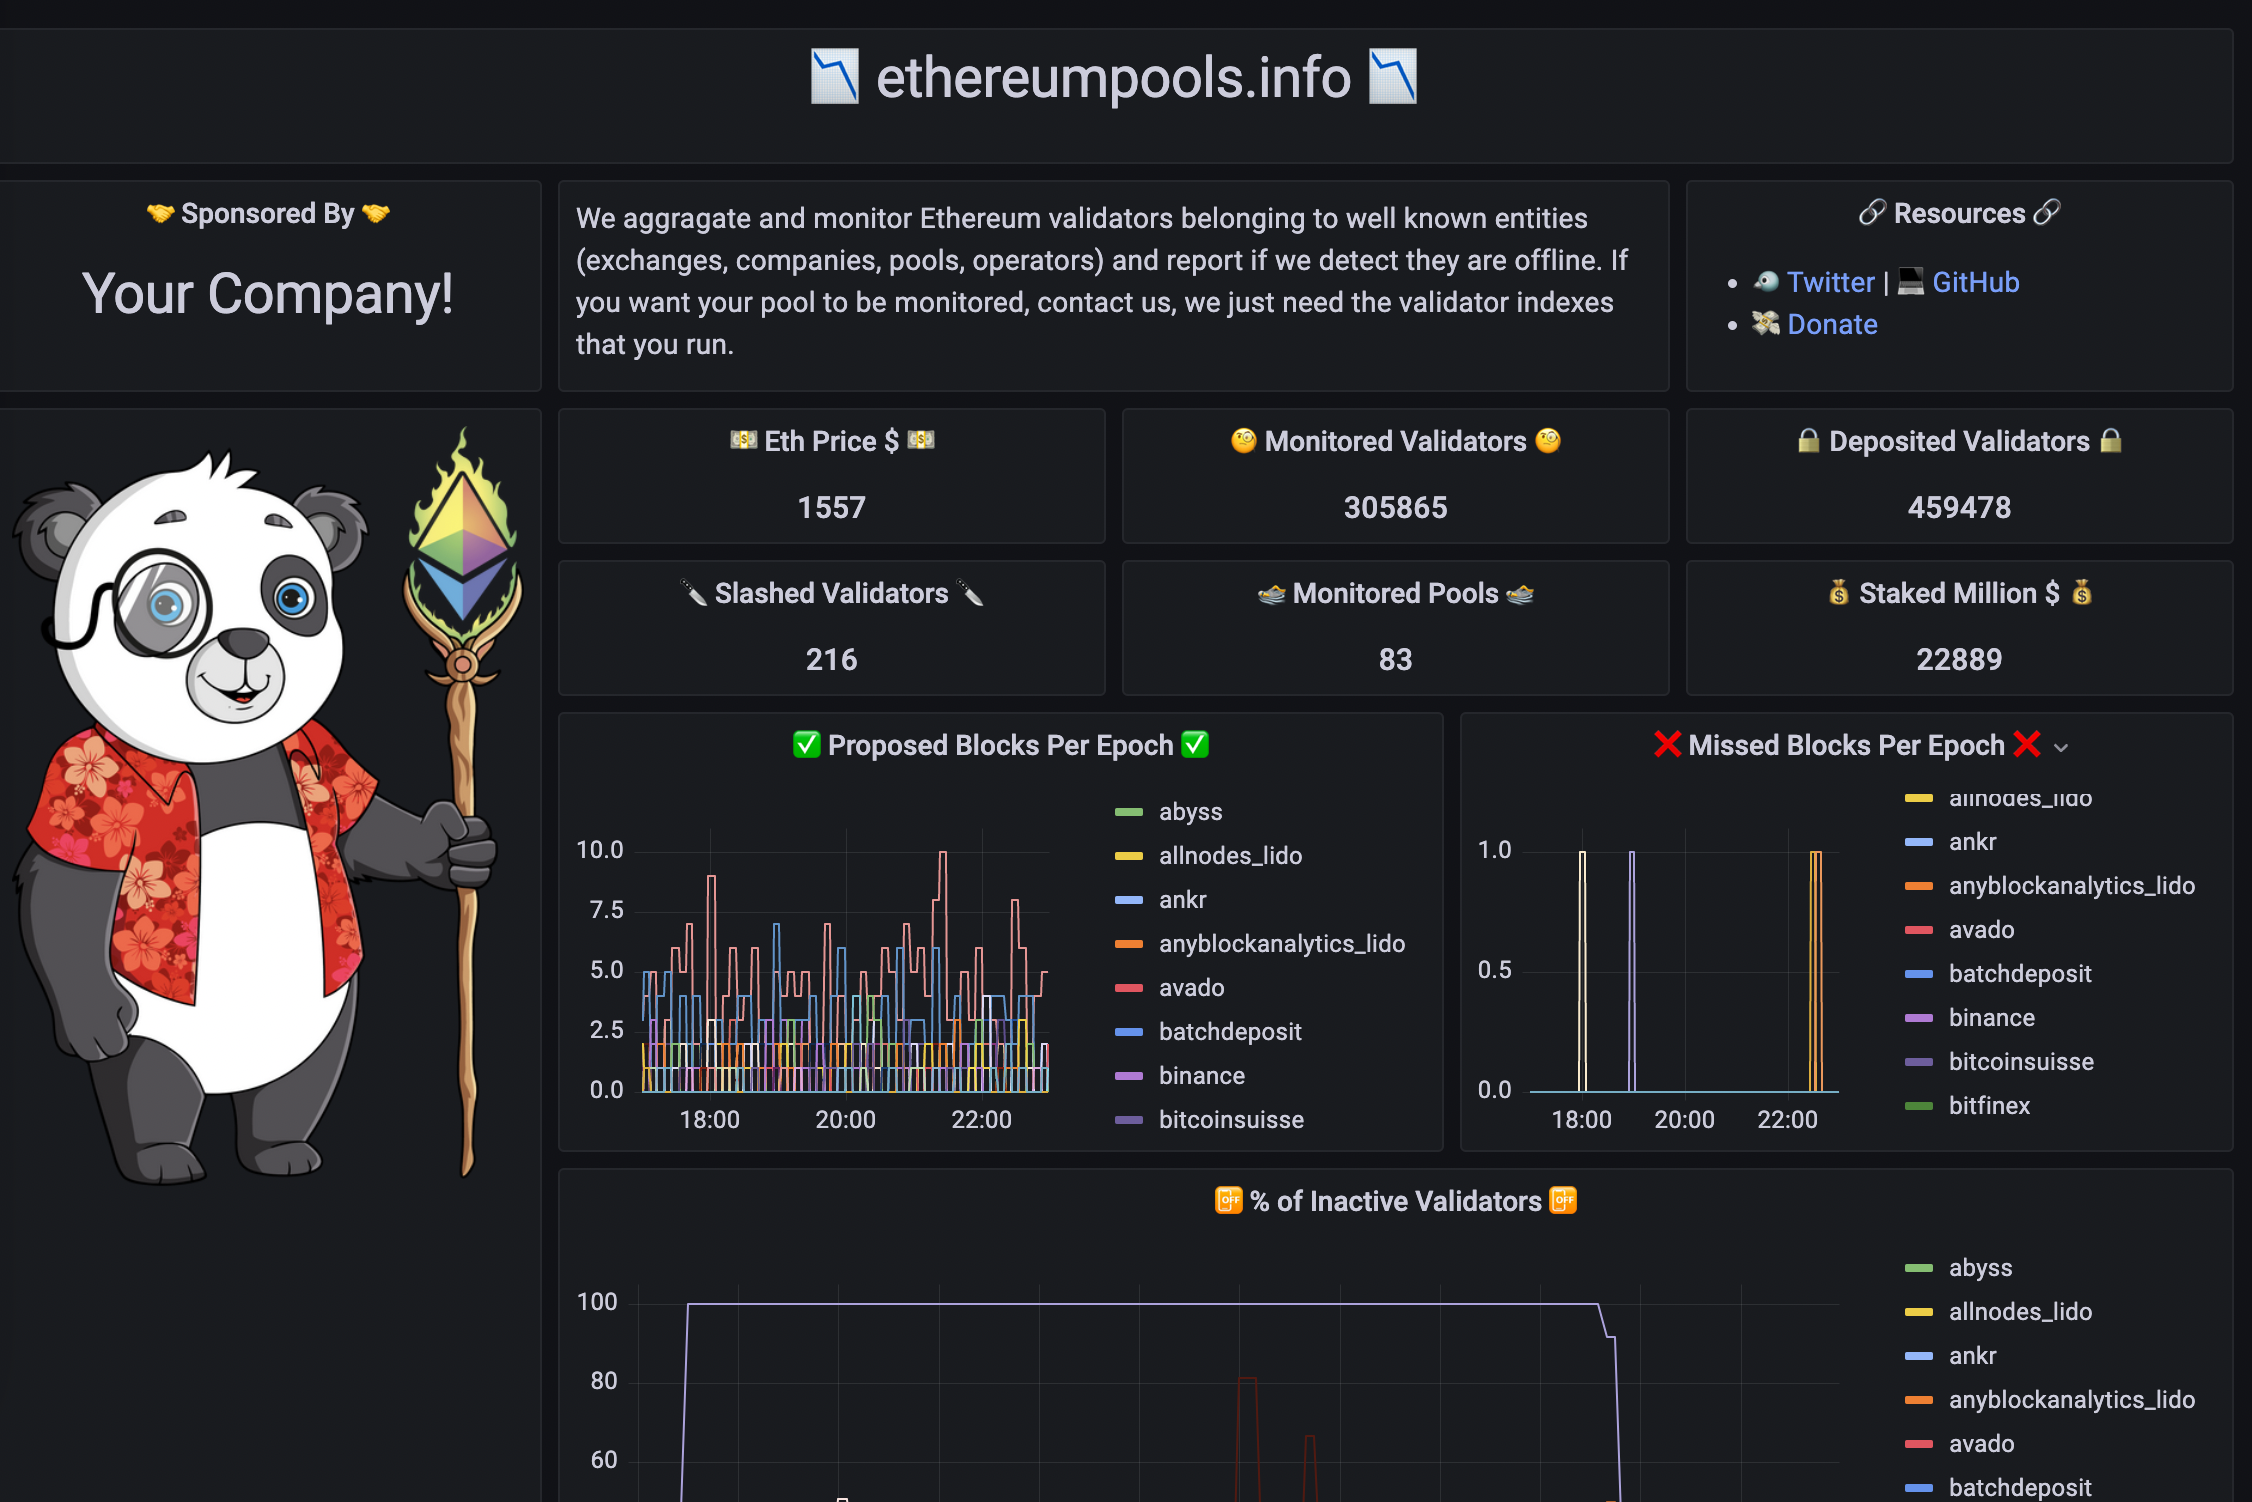 ethereumpools.info
Sponsored By
Your Company!
We aggragate and monitor Ethereum validators belonging to well known entities
(exchanges, companies, pools, operators) and report if we detect they are offline. If
you want your pool to be monitored, contact us, we just need the validator indexes
that you run.
Resources
Twitter | GitHub
Donate
Eth Price $
1557
Monitored Validators
305865
Deposited Validators
459478
Slashed Validators
216
Monitored Pools
83
Staked Million $
22889
Proposed Blocks Per Epoch
10.0
7.5
5.0
2.5
0.0
18:00 20:00 22:00
abyss
allnodes_lido
ankr
anyblockanalytics_lido
avado
batchdeposit
binance
bitcoinsuisse
Missed Blocks Per Epoch
1.0
0.5
0.0
18:00 20:00 22:00
allnodes_lido
ankr
anyblockanalytics_lido
avado
batchdeposit
binance
bitcoinsuisse
bitfinex
% of Inactive Validators
100
80
60
abyss
allnodes_lido
ankr
anyblockanalytics_lido
avado
batchdeposit